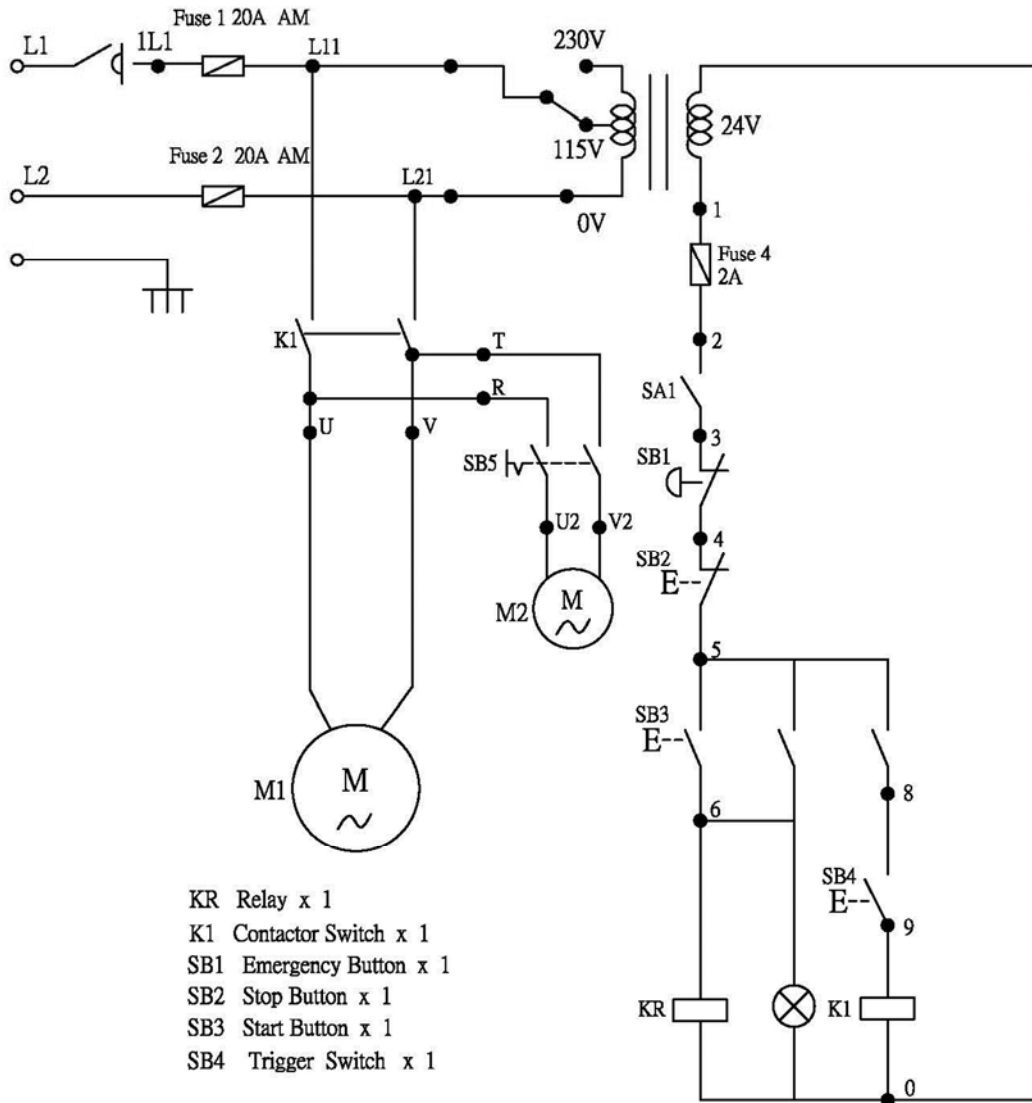 Fuse 1 20A AM
L1
1L1
L11
230V
24V
115V
Fuse 2 20A AM
L2
L21
0V
1
Fuse 4
2A
K1
T
2
R
SA1
U
V
3
SB5
SB1
U2
V2
4
SB2
E
M2
M
5
SB3
E
M1
M
8
6
SB4
E
9
KR Relay x 1
K1 Contactor Switch x 1
SB1 Emergency Button x 1
SB2 Stop Button x 1
SB3 Start Button x 1
SB4 Trigger Switch x 1
KR
K1
0